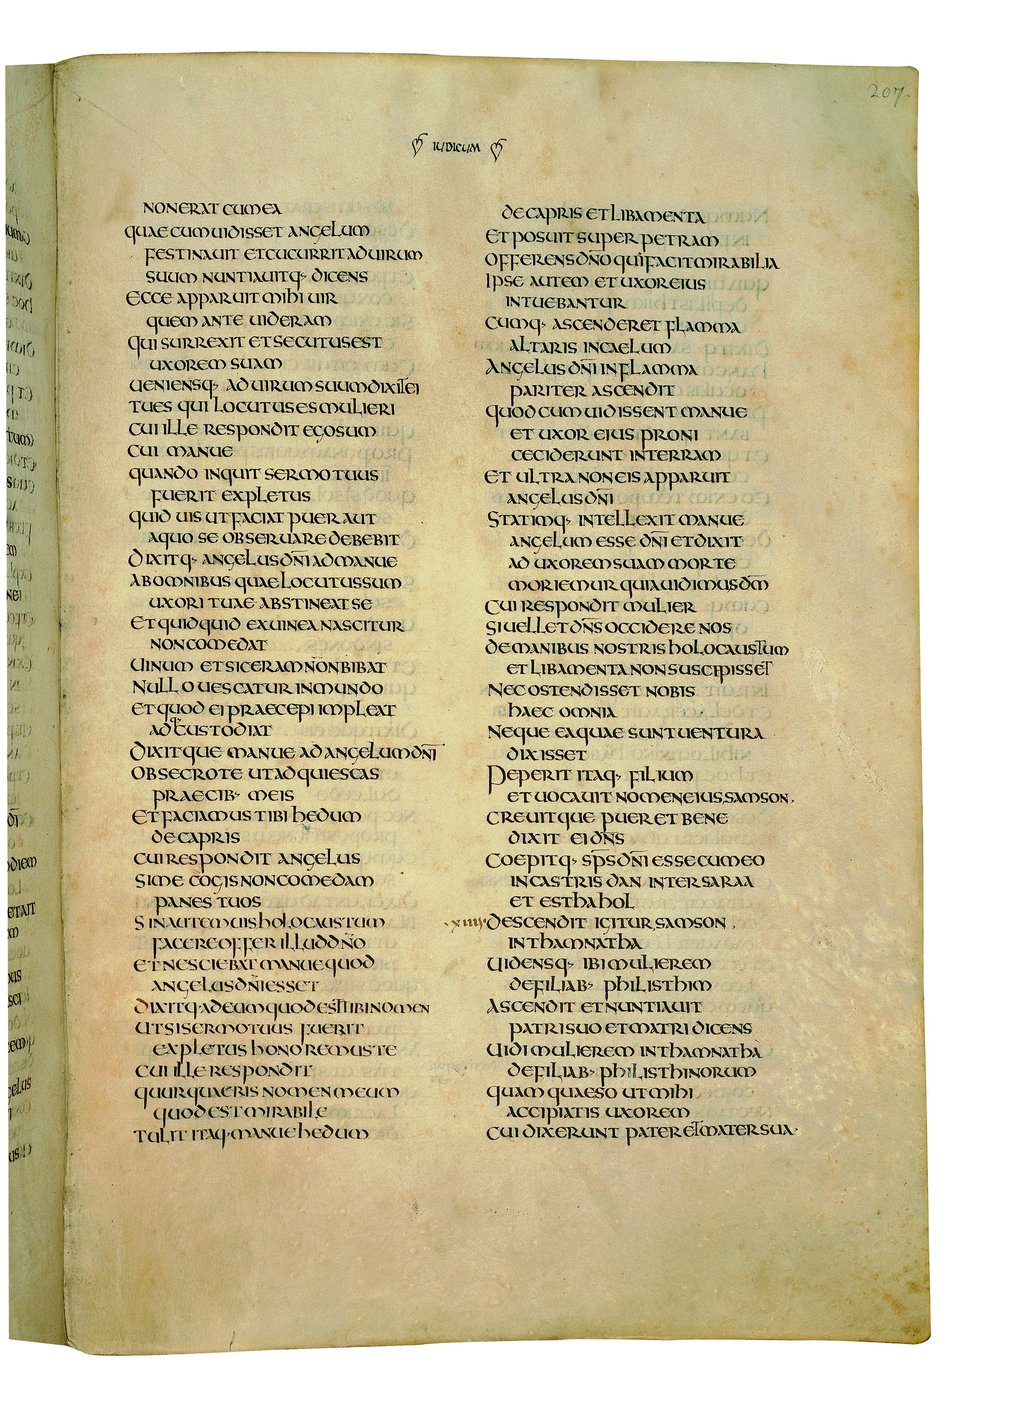 207.
IUDICUM
NON ERAT CUM EA
QUAE CUM UIDISSET ANGELUM
FESTINAUIT ET CUCURRIT AD UIRUM
SUUM NUNTIAUITQ· DICENS
ECCE APPARUIT MIHI UIR
QUEM ANTE UIDERAM
QUI SURREXIT ET SECUTUS EST
UXOREM SUAM
UENIENSQ· AD UIRUM SUUM DIXIT EI
TU ES QUI LOCUTUS ES MULIERI
CUI ILLE RESPONDIT EGO SUM
CUI MANUE
QUANDO INQUIT SERMO TUUS
FUERIT EXPLETUS
QUID UIS UT FACIAT PUER AUT
A QUO SE OBSERUARE DEBEBIT
DIXITQ· ANGELUS DN̄I AD MANUE
AB OMNIBUS QUAE LOCUTUS SUM
UXORI TUAE ABSTINEAT SE
ET QUIDQUID EX UINEA NASCITUR
NON COMEDAT
UINUM ET SICERAM NON BIBAT
NULLO UESCATUR INMUNDO
ET QUOD EI PRAECEPI IMPLEAT
ADQ· CUSTODIAT
DIXITQUE MANUE AD ANGELUM DN̄I
OBSECRO TE UT ADQUIESCAS
PRAECIB· MEIS
ET FACIAMUS TIBI HEDUM
DE CAPRIS
CUI RESPONDIT ANGELUS
SI ME COGIS NON COMEDAM
PANES TUOS
SIN AUTEM UIS HOLOCAUSTUM
FACERE OFFER ILLUD DN̄O
ET NESCIEBAT MANUE QUOD
ANGELUS DN̄I ESSET
DIXITQ· AD EUM QUOD EST TIBI NOMEN
UT SI SERMO TUUS FUERIT
EXPLETUS HONOREMUS TE
CUI ILLE RESPONDIT
QUUR QUAERIS NOMEN MEUM
QUOD EST MIRABILE
TULIT ITAQ· MANUE HEDUM
DE CAPRIS ET LIBAMENTA
ET POSUIT SUPER PETRAM
OFFERENS DN̄O QUI FACIT MIRABILIA
IPSE AUTEM ET UXOR EIUS
INTUEBANTUR
CUMQ· ASCENDERET FLAMMA
ALTARIS IN CAELUM
ANGELUS DN̄I IN FLAMMA
PARITER ASCENDIT
QUOD CUM UIDISSENT MANUE
ET UXOR EIUS PRONI
CECIDERUNT IN TERRAM
ET ULTRA NON EIS APPARUIT
ANGELUS DN̄I
STATIMQ· INTELLEXIT MANUE
ANGELUM ESSE DN̄I ET DIXIT
AD UXOREM SUAM MORTE
MORIEMUR QUIA UIDIMUS DM̄
CUI RESPONDIT MULIER
SI UELLET DN̄S OCCIDERE NOS
DE MANIBUS NOSTRIS HOLOCAUSTUM
ET LIBAMENTA NON SUSCIPISSET
NEC OSTENDISSET NOBIS
HAEC OMNIA
NEQUE EA QUAE SUNT UENTURA
DIXISSET
PEPERIT ITAQ· FILIUM
ET UOCAUIT NOMEN EIUS SAMSON·
CREUITQUE PUER ET BENE
DIXIT EI DN̄S
COEPITQ· SPS̄ DN̄I ESSE CUM EO
IN CASTRIS DAN INTER SARAA
ET ESTHAHOL
·XIIII· DESCENDIT IGITUR SAMSON·
IN THAMNATHA
UIDENSQ· IBI MULIEREM
DE FILIAB· PHILISTHIM
ASCENDIT ET NUNTIAUIT
PATRI SUO ET MATRI DICENS
UIDI MULIEREM IN THAMNATHA
DE FILIAB· PHILISTHINORUM
QUAM QUAESO UT MIHI
ACCIPIATIS UXOREM
CUI DIXERUNT PATER ET MATER SUA·